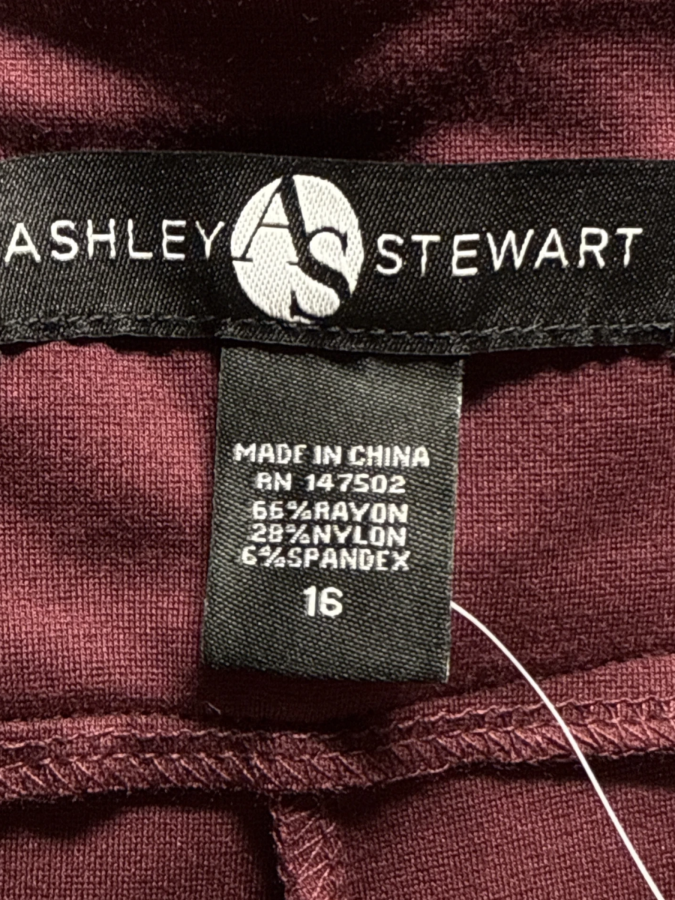 ASHLEY AS STEWART
MADE IN CHINA
RN 147502
66%RAYON
28%NYLON
6%SPANDEX
16